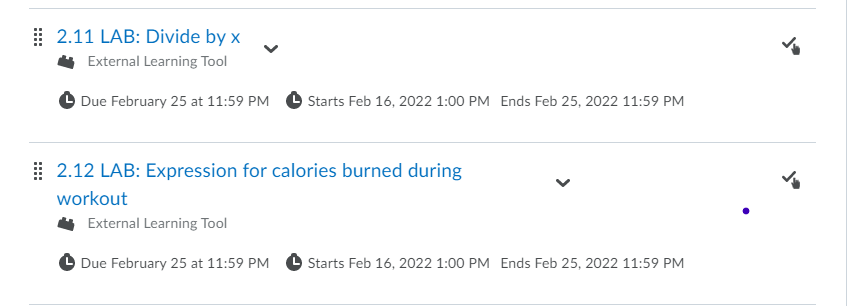 2.11 LAB: Divide by x
External Learning Tool
Due February 25 at 11:59 PM Starts Feb 16, 2022 1:00 PM Ends Feb 25, 2022 11:59 PM
2.12 LAB: Expression for calories burned during
workout
External Learning Tool
Due February 25 at 11:59 PM Starts Feb 16, 2022 1:00 PM Ends Feb 25, 2022 11:59 PM